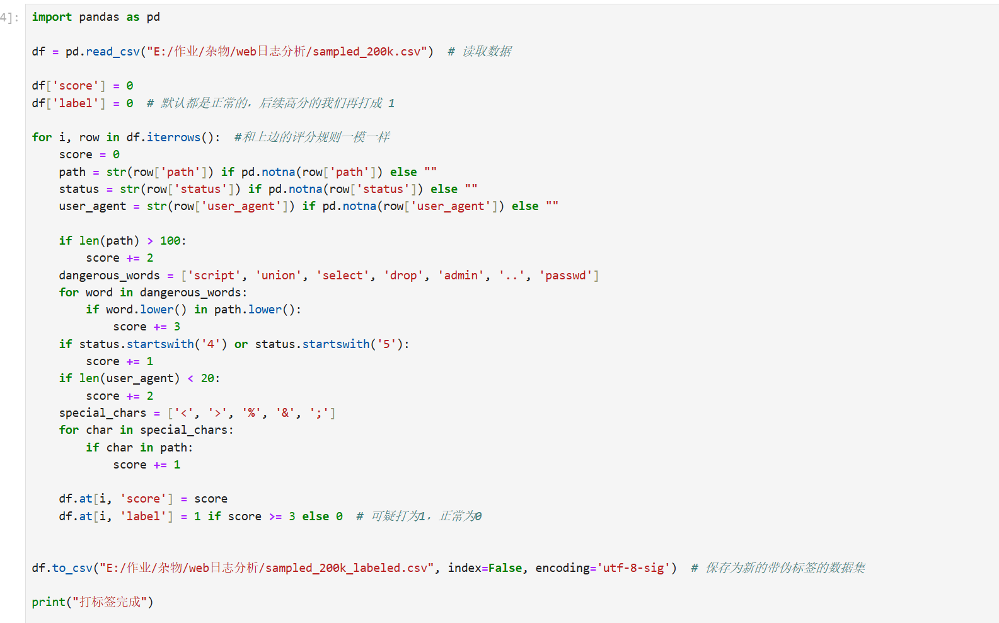 4]:
import pandas as pd
df = pd.read_csv("E:/作业/杂物/web日志分析/sampled_200k.csv")  # 读取数据
df['score'] = 0
df['label'] = 0  # 默认都是正常的，后续高分的我们再打成 1
for i, row in df.iterrows():  #和上边的评分规则一模一样
    score = 0
    path = str(row['path']) if pd.notna(row['path']) else ""
    status = str(row['status']) if pd.notna(row['status']) else ""
    user_agent = str(row['user_agent']) if pd.notna(row['user_agent']) else ""
    if len(path) > 100:
        score += 2
    dangerous_words = ['script', 'union', 'select', 'drop', 'admin', '..', 'passwd']
    for word in dangerous_words:
        if word.lower() in path.lower():
            score += 3
    if status.startswith('4') or status.startswith('5'):
        score += 1
    if len(user_agent) < 20:
        score += 2
    special_chars = ['<', '>', '%', '&', ';']
    for char in special_chars:
        if char in path:
            score += 1
    df.at[i, 'score'] = score
    df.at[i, 'label'] = 1 if score >= 3 else 0  # 可疑打为1，正常为0
df.to_csv("E:/作业/杂物/web日志分析/sampled_200k_labeled.csv", index=False, encoding='utf-8-sig')  # 保存为新的带伪标签的数据集
print("打标签完成")